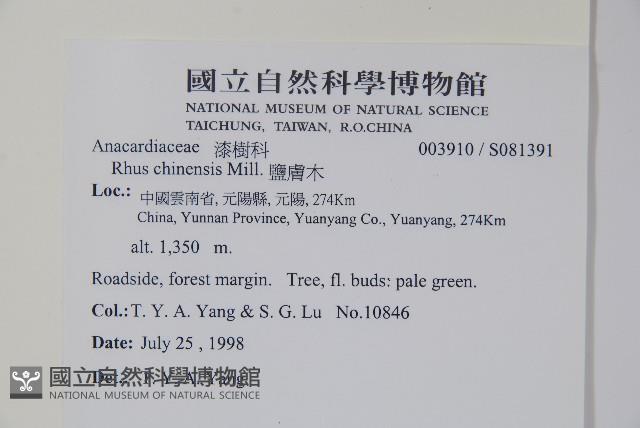 國立自然科學博物館
NATIONAL MUSEUM OF NATURAL SCIENCE
TAICHUNG, TAIWAN, R.O.CHINA
Anacardiaceae 漆樹科 003910 / S081391
Rhus chinensis Mill. 鹽膚木
Loc.: 中國雲南省, 元陽縣, 元陽, 274Km
China, Yunnan Province, Yuanyang Co., Yuanyang, 274Km
alt. 1,350 m.
Roadside, forest margin. Tree, fl. buds: pale green.
Col.: T. Y. A. Yang & S. G. Lu No.10846
Date: July 25 , 1998
Det.: T. Y. A. Yang
國立自然科學博物館
NATIONAL MUSEUM OF NATURAL SCIENCE